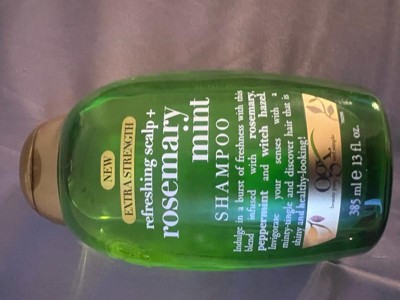 NEW
EXTRA STRENGTH
refreshing scalp +
rosemary
mint
SHAMPOO
Indulge in a burst of freshness with this
blend infused with rosemary,
peppermint and witch hazel.
Invigorate your senses with a
minty-tingle and discover hair that is
shiny and healthy-looking!
ogx
385 ml e 13 fl oz.